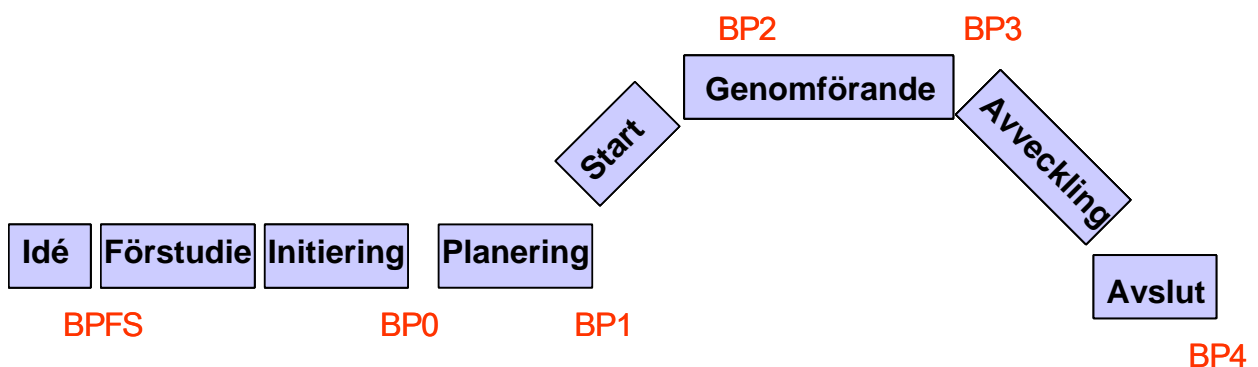 BP2 BP3
Genomförande
Start
Avveckling
Idé Förstudie Initiering Planering
Avslut
BPFS BP0 BP1
BP4